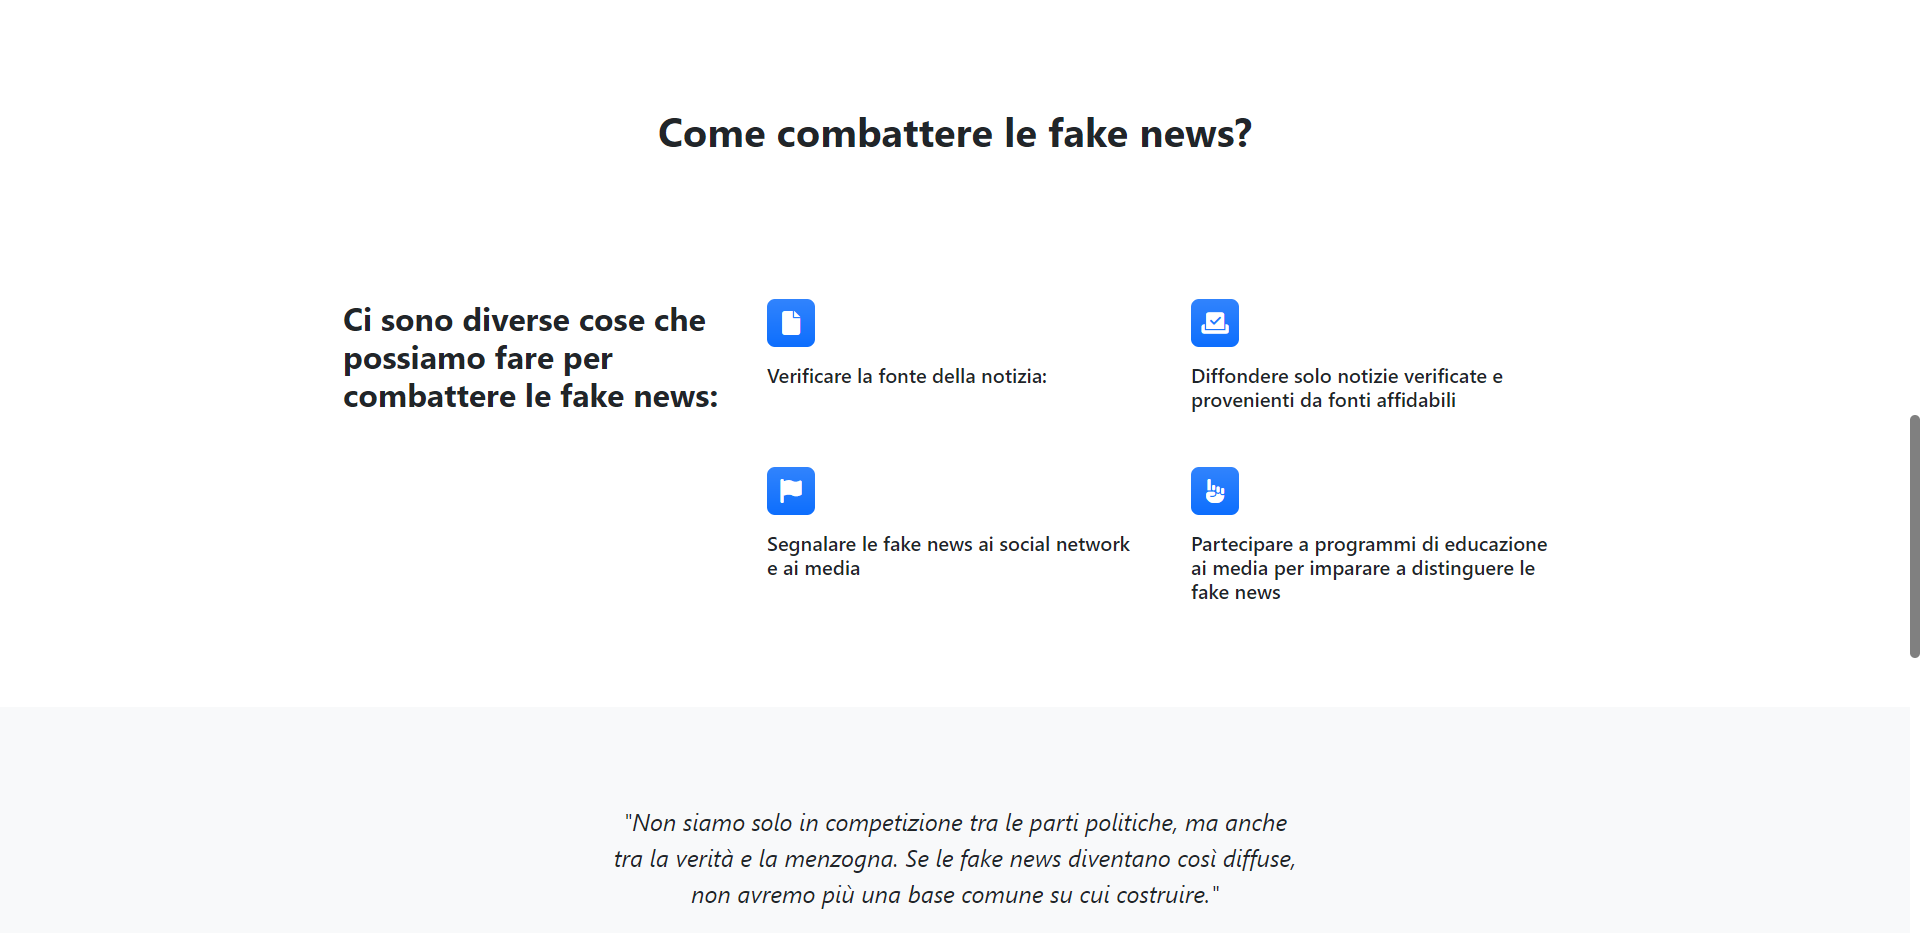 Come combattere le fake news?
Ci sono diverse cose che
possiamo fare per
combattere le fake news:
Verificare la fonte della notizia:
Diffondere solo notizie verificate e
provenienti da fonti affidabili
Segnalare le fake news ai social network
e ai media
Partecipare a programmi di educazione
ai media per imparare a distinguere le
fake news
"Non siamo solo in competizione tra le parti politiche, ma anche
tra la verità e la menzogna. Se le fake news diventano così diffuse,
non avremo più una base comune su cui costruire."